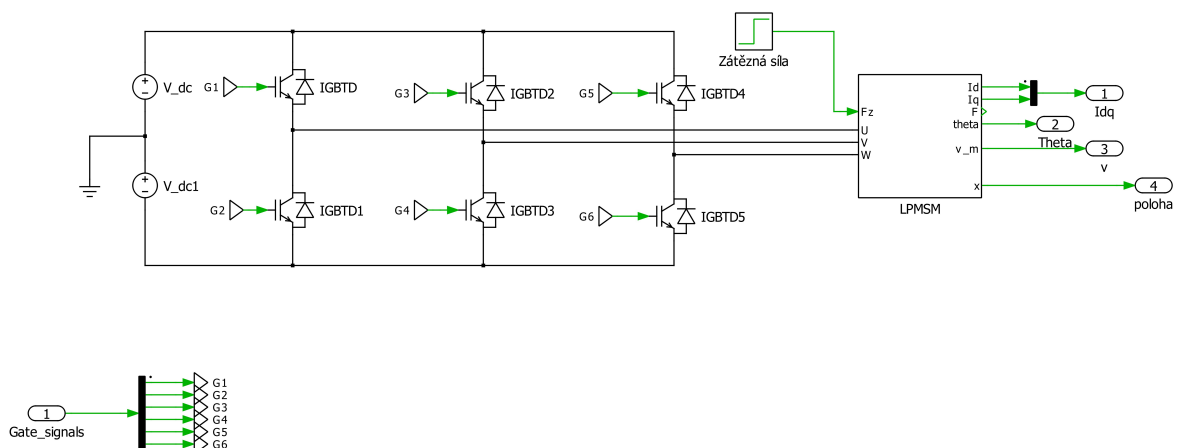 Zátězná síla
V_dc
G1
IGBTD
G3
IGBTD2
G5
IGBTD4
Fz
U
V
W
Id
Iq
F
theta
v_m
x
LPMSM
1
Idq
2
Theta
3
v
4
poloha
V_dc1
G2
IGBTD1
G4
IGBTD3
G6
IGBTD5
1
Gate_signals
G1
G2
G3
G4
G5
G6